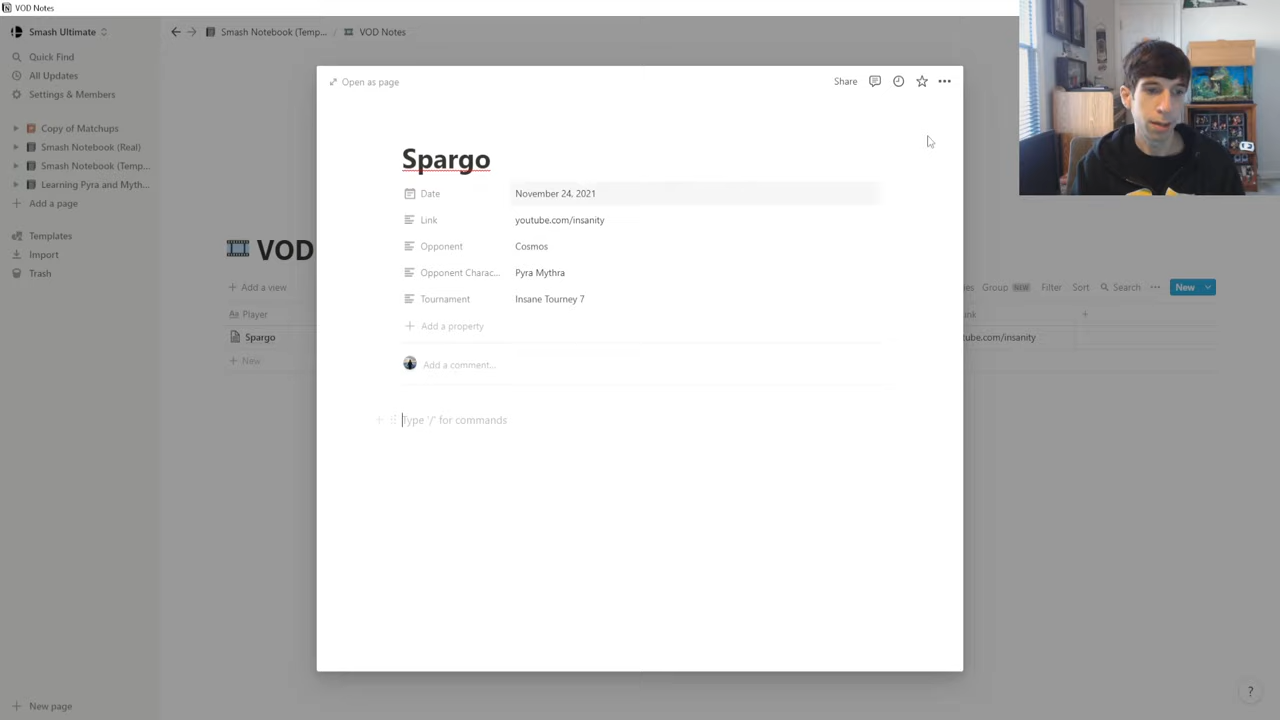 VOD Notes
Smash Ultimate
Smash Notebook (Temp... / VOD Notes
Quick Find
All Updates
Settings & Members
Copy of Matchups
Smash Notebook (Real)
Smash Notebook (Temp...
Learning Pyra and Myth...
Add a page
Templates
Import
Trash
New page
VOD
Add a view
Group NEW
Filter
Sort
Search
New
Player
Spargo
tube.com/insanity
New
Open as page
Share
Spargo
Date November 24, 2021
Link youtube.com/insanity
Opponent Cosmos
Opponent Charac... Pyra Mythra
Tournament Insane Tourney 7
Add a property
Add a comment...
Type '/' for commands
?